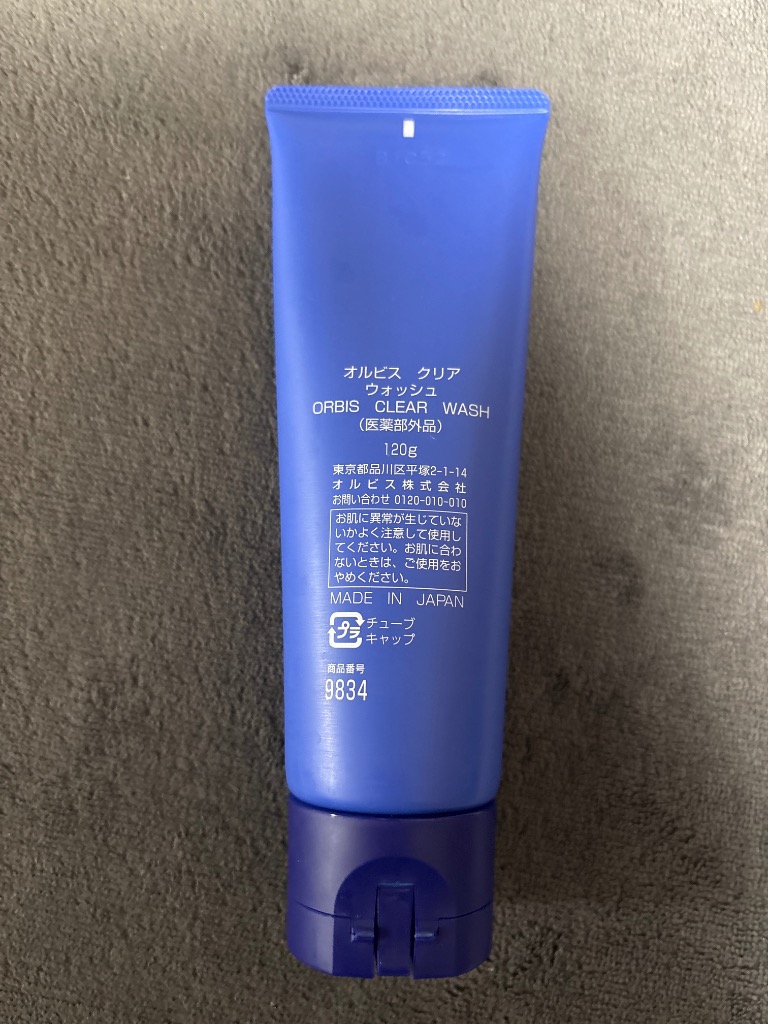 オルビス クリア
ウォッシュ
ORBIS CLEAR WASH
（医薬部外品）
120g
東京都品川区平塚2-1-14
オルビス株式会社
お問い合わせ 0120-010-010
お肌に異常が生じていな
いかよく注意して使用し
てください。お肌に合わ
ないときは、ご使用をお
やめください。
MADE IN JAPAN
プラ
チューブ
キャップ
商品番号
9834